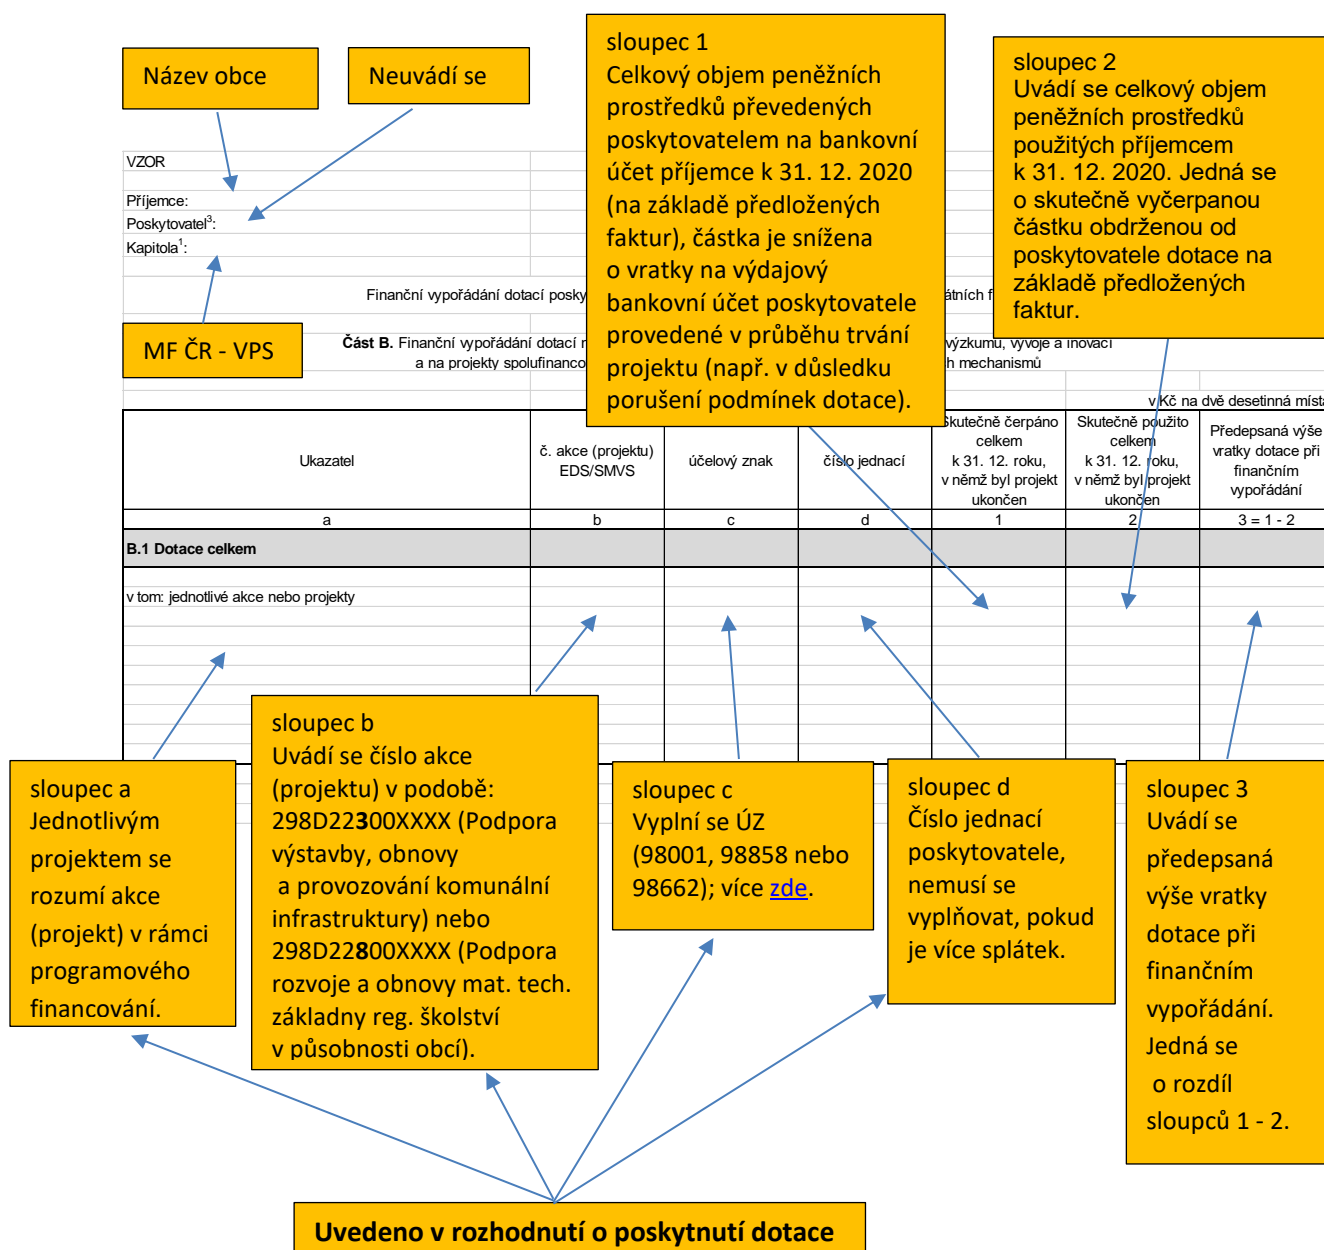 Název obce
Neuvádí se
sloupec 1
Celkový objem peněžních
prostředků převedených
poskytovatelem na bankovní
účet příjemce k 31. 12. 2020
(na základě předložených
faktur), částka je snížena
o vratky na výdajový
bankovní účet poskytovatele
provedené v průběhu trvání
projektu (např. v důsledku
porušení podmínek dotace).
sloupec 2
Uvádí se celkový objem
peněžních prostředků
použitých příjemcem
k 31. 12. 2020. Jedná se
o skutečně vyčerpanou
částku obdrženou od
poskytovatele dotace na
základě předložených
faktur.
VZOR
Příjemce:
Poskytovatel³:
Kapitola¹:
MF ČR - VPS
Finanční vypořádání dotací posky
átních f
Část B. Finanční vypořádání dotací
výzkumu, vývoje a inovací
a na projekty spolufinanco
h mechanismů
v Kč na dvě desetinná místa
Ukazatel
č. akce (projektu)
EDS/SMVS
účelový znak
číslo jednací
Skutečně čerpáno
celkem
k 31. 12. roku,
v němž byl projekt
ukončen
Skutečně použito
celkem
k 31. 12. roku,
v němž byl projekt
ukončen
Předepsaná výše
vratky dotace při
finančním
vypořádání
a b c d 1 2 3 = 1 - 2
B.1 Dotace celkem
v tom: jednotlivé akce nebo projekty
sloupec a
Jednotlivým
projektem se
rozumí akce
(projekt) v rámci
programového
financování.
sloupec b
Uvádí se číslo akce
(projektu) v podobě:
298D22300XXXX (Podpora
výstavby, obnovy
a provozování komunální
infrastruktury) nebo
298D22800XXXX (Podpora
rozvoje a obnovy mat. tech.
základny reg. školství
v působnosti obcí).
sloupec c
Vyplní se ÚZ
(98001, 98858 nebo
98662); více zde.
sloupec d
Číslo jednací
poskytovatele,
nemusí se
vyplňovat, pokud
je více splátek.
sloupec 3
Uvádí se
předepsaná
výše vratky
dotace při
finančním
vypořádání.
Jedná se
o rozdíl
sloupců 1 - 2.
Uvedeno v rozhodnutí o poskytnutí dotace